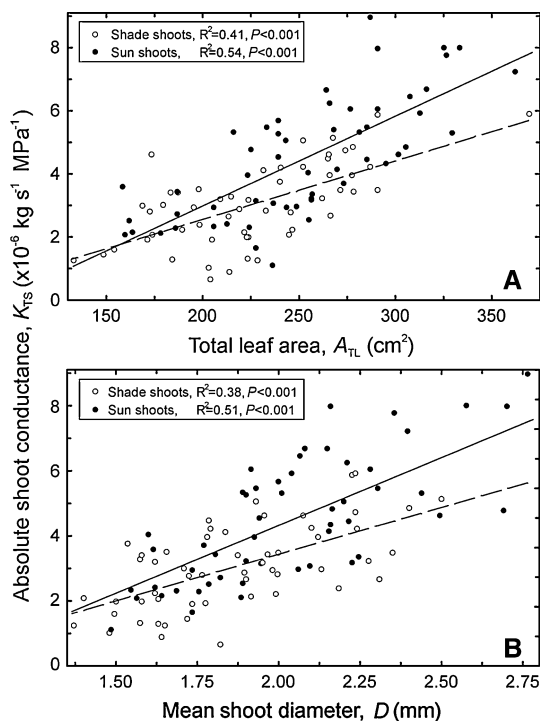 Absolute shoot conductance, K_TS (x10⁻⁶ kg s⁻¹ MPa⁻¹)
8
6
4
2
0
Shade shoots, R²=0.41, P<0.001
Sun shoots, R²=0.54, P<0.001
A
150 200 250 300 350
Total leaf area, A_TL (cm²)
8
6
4
2
0
Shade shoots, R²=0.38, P<0.001
Sun shoots, R²=0.51, P<0.001
B
1.50 1.75 2.00 2.25 2.50 2.75
Mean shoot diameter, D (mm)